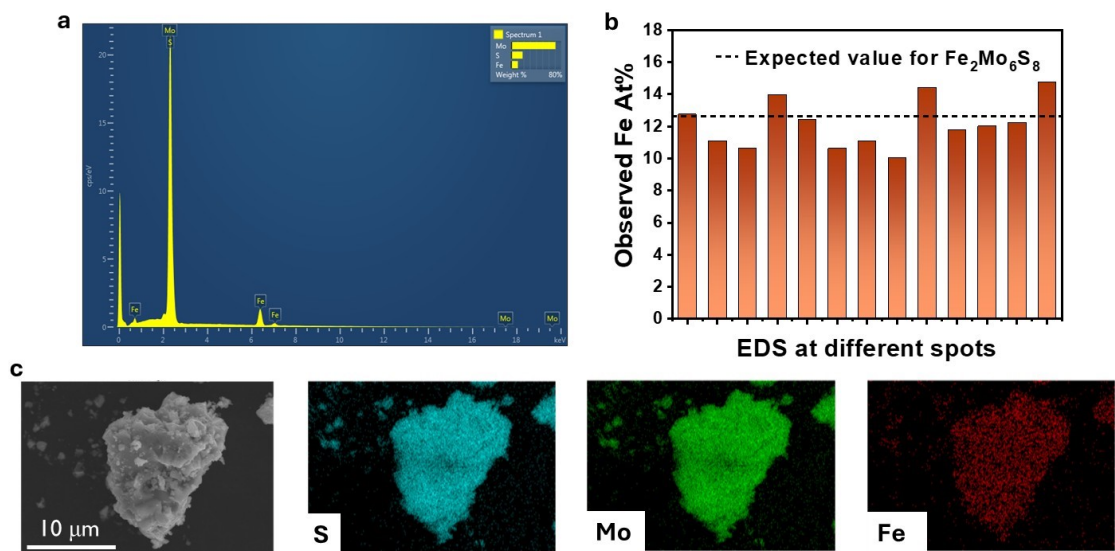 a
Mo
S
Spectrum 1
Mo
S
Fe
Weight % 80%
20
15
10
5
0
cps/eV
Fe
Fe
Fe
Mo
Mo
0 2 4 6 8 10 12 14 16 18 keV
b
18
16
14
12
10
8
6
4
2
0
Observed Fe At%
Expected value for Fe₂Mo₆S₈
EDS at different spots
c
10 μm
S
Mo
Fe